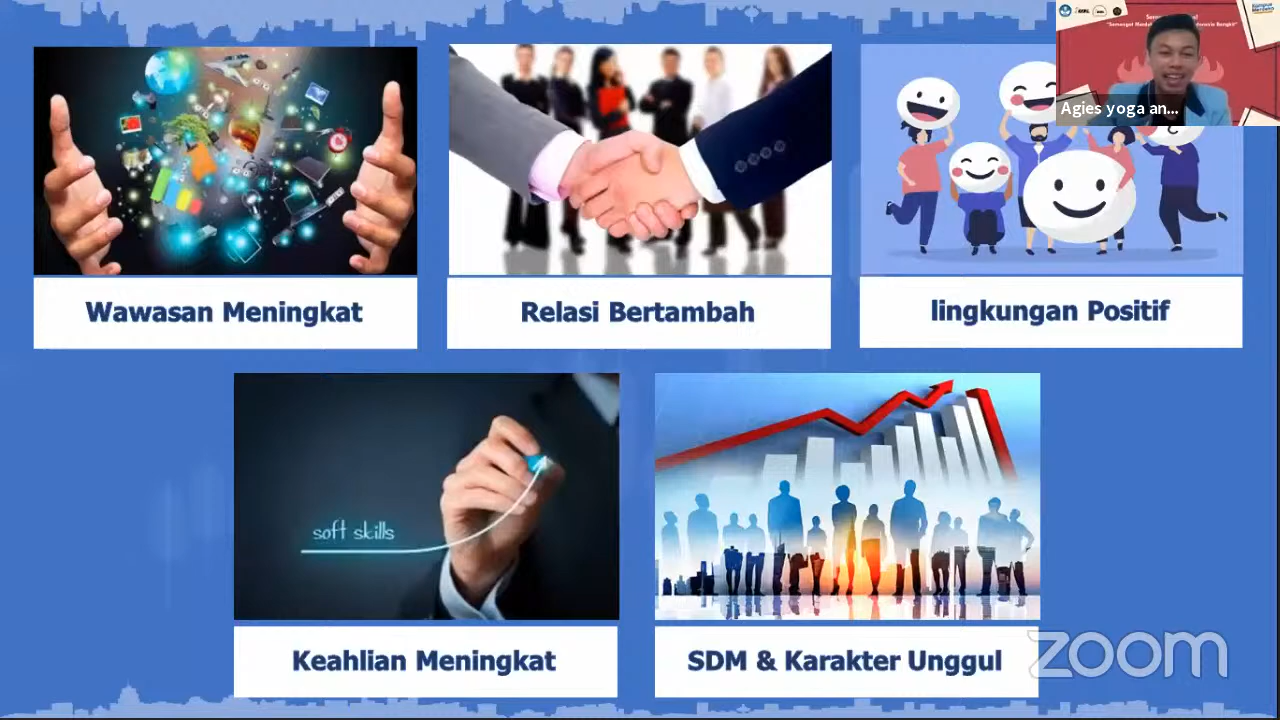 Agies yoga an...
Wawasan Meningkat
Relasi Bertambah
lingkungan Positif
soft skills
Keahlian Meningkat
SDM & Karakter Unggul
zoom